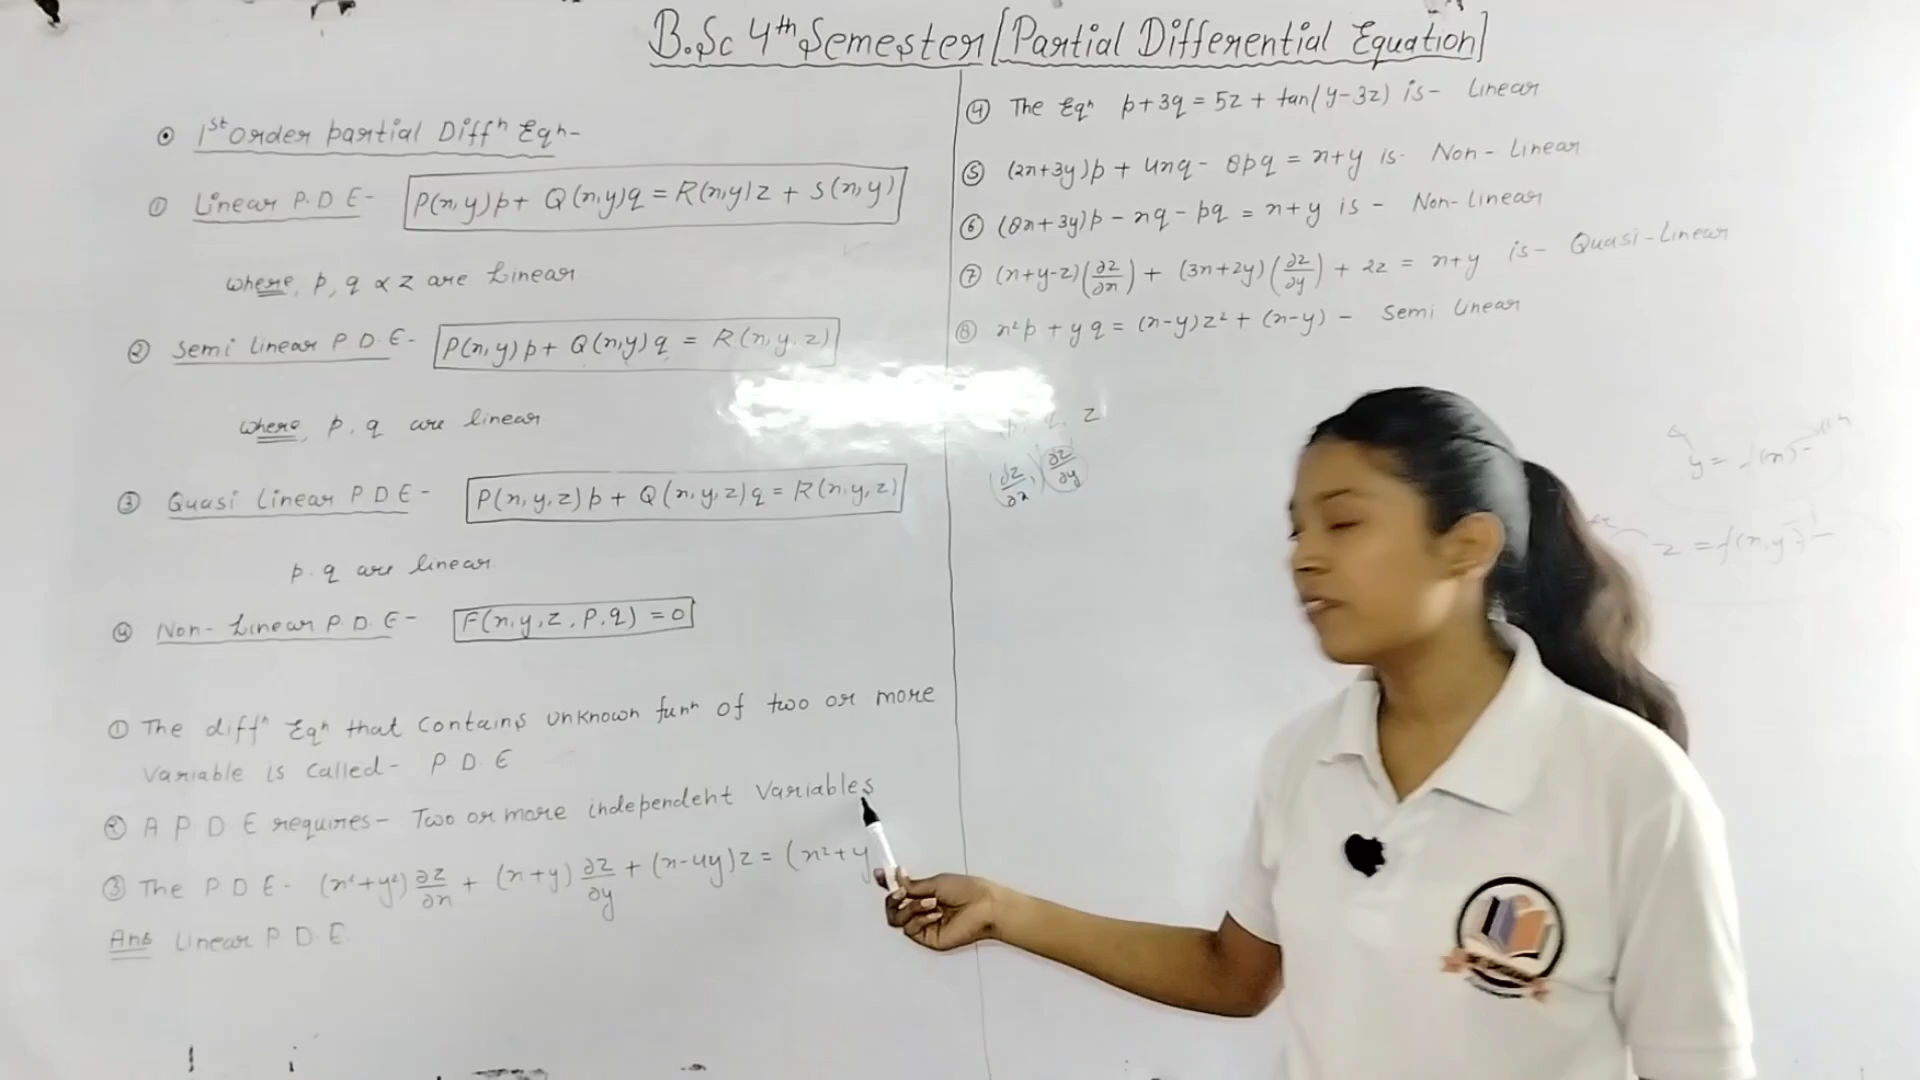 B.Sc 4th Semester [Partial Differential Equation]
⊙ 1st order partial Diffn Eqn-
① Linear P.D.E- P(x,y)p + Q(x,y)q = R(x,y)z + S(x,y)
where, p, q & z are Linear
② Semi linear P.D.E- P(x,y)p + Q(x,y)q = R(x,y,z)
where, p, q are linear
③ Quasi Linear P D E- P(x,y,z)p + Q(x,y,z)q = R(x,y,z)
p. q are linear
④ Non-Linear P.D.E- F(x,y,z,p,q) = 0
① The diffn Eqn that contains unknown funn of two or more
variable is called- P D E
② A P D E requires- Two or more independent variables
③ The P D E- (x²+y²) ∂z/∂x + (x+y) ∂z/∂y + (x-4y)z = (x²+y
Ans Linear P D E.
④ The Eqn p+3q = 5z + tan(y-3z) is- Linear
⑤ (2x+3y)p + 4xq - 8pq = x+y is- Non-Linear
⑥ (8x+3y)p - xq - pq = x+y is- Non-linear
⑦ (x+y-z)(∂z/∂x) + (3x+2y)(∂z/∂y) + 2z = x+y is- Quasi-Linear
⑧ x²p + yq = (x-y)z² + (x-y) - Semi Linear
z
(∂z/∂x) (∂z/∂y)
y = f(x)-
z = f(x,y)-